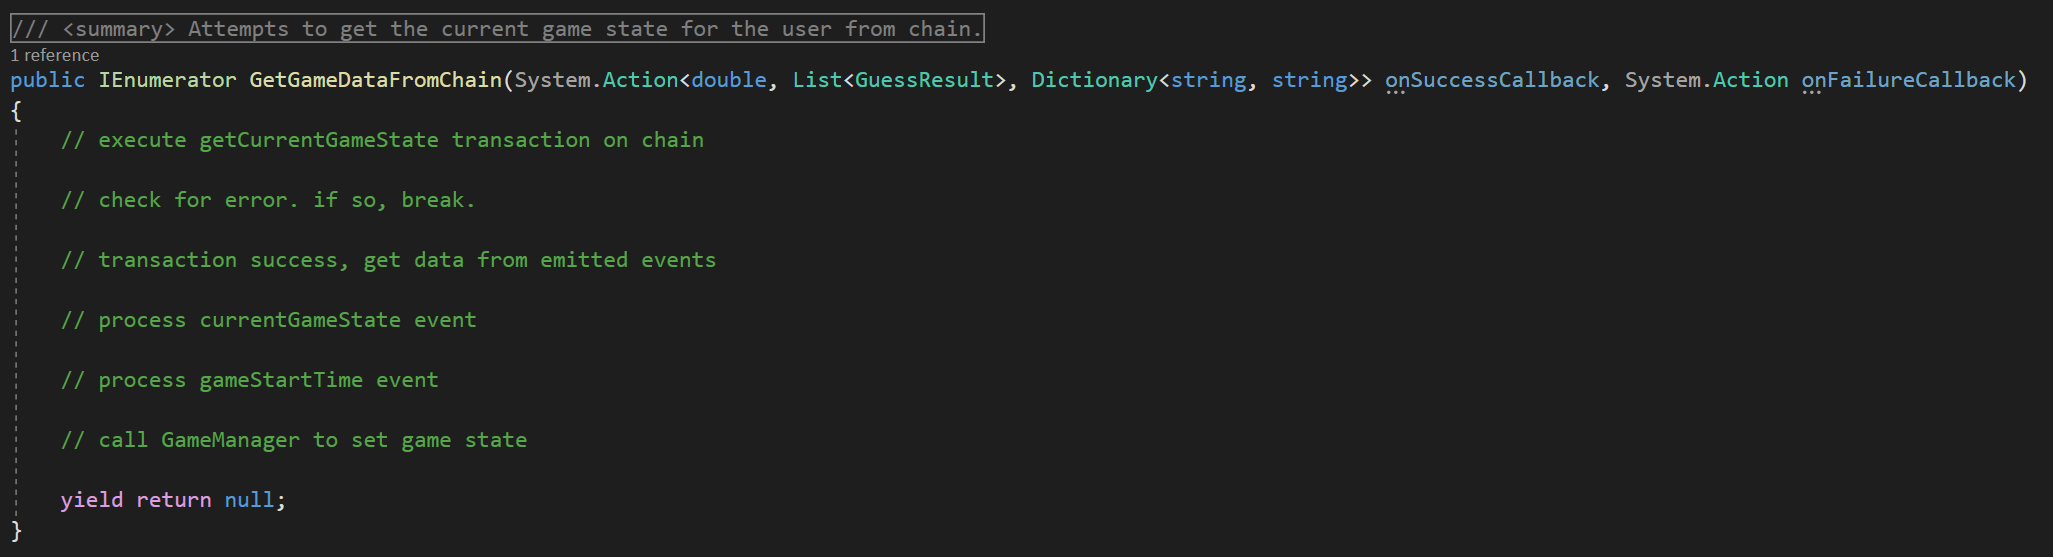 /// <summary> Attempts to get the current game state for the user from chain.
1 reference
public IEnumerator GetGameDataFromChain(System.Action<double, List<GuessResult>, Dictionary<string, string>> onSuccessCallback, System.Action onFailureCallback)
{
// execute getCurrentGameState transaction on chain
// check for error. if so, break.
// transaction success, get data from emitted events
// process currentGameState event
// process gameStartTime event
// call GameManager to set game state
yield return null;
}